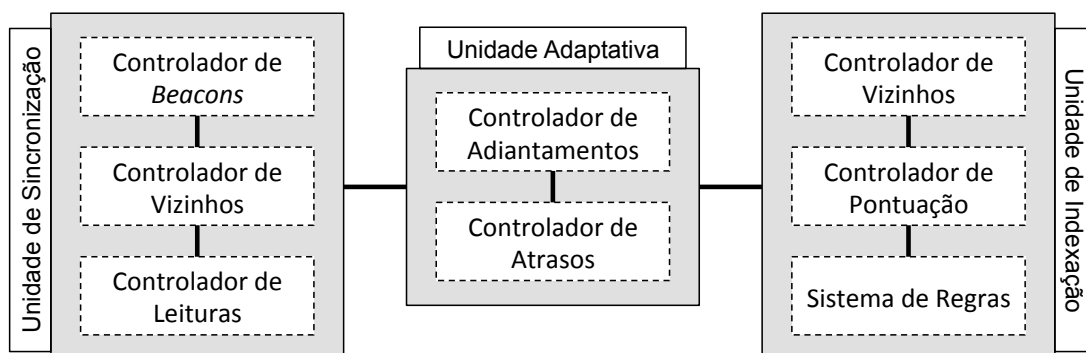 Unidade de Sincronização
Controlador de
Beacons
Controlador de
Vizinhos
Controlador de
Leituras
Unidade Adaptativa
Controlador de
Adiantamentos
Controlador de
Atrasos
Controlador de
Vizinhos
Controlador de
Pontuação
Sistema de Regras
Unidade de Indexação